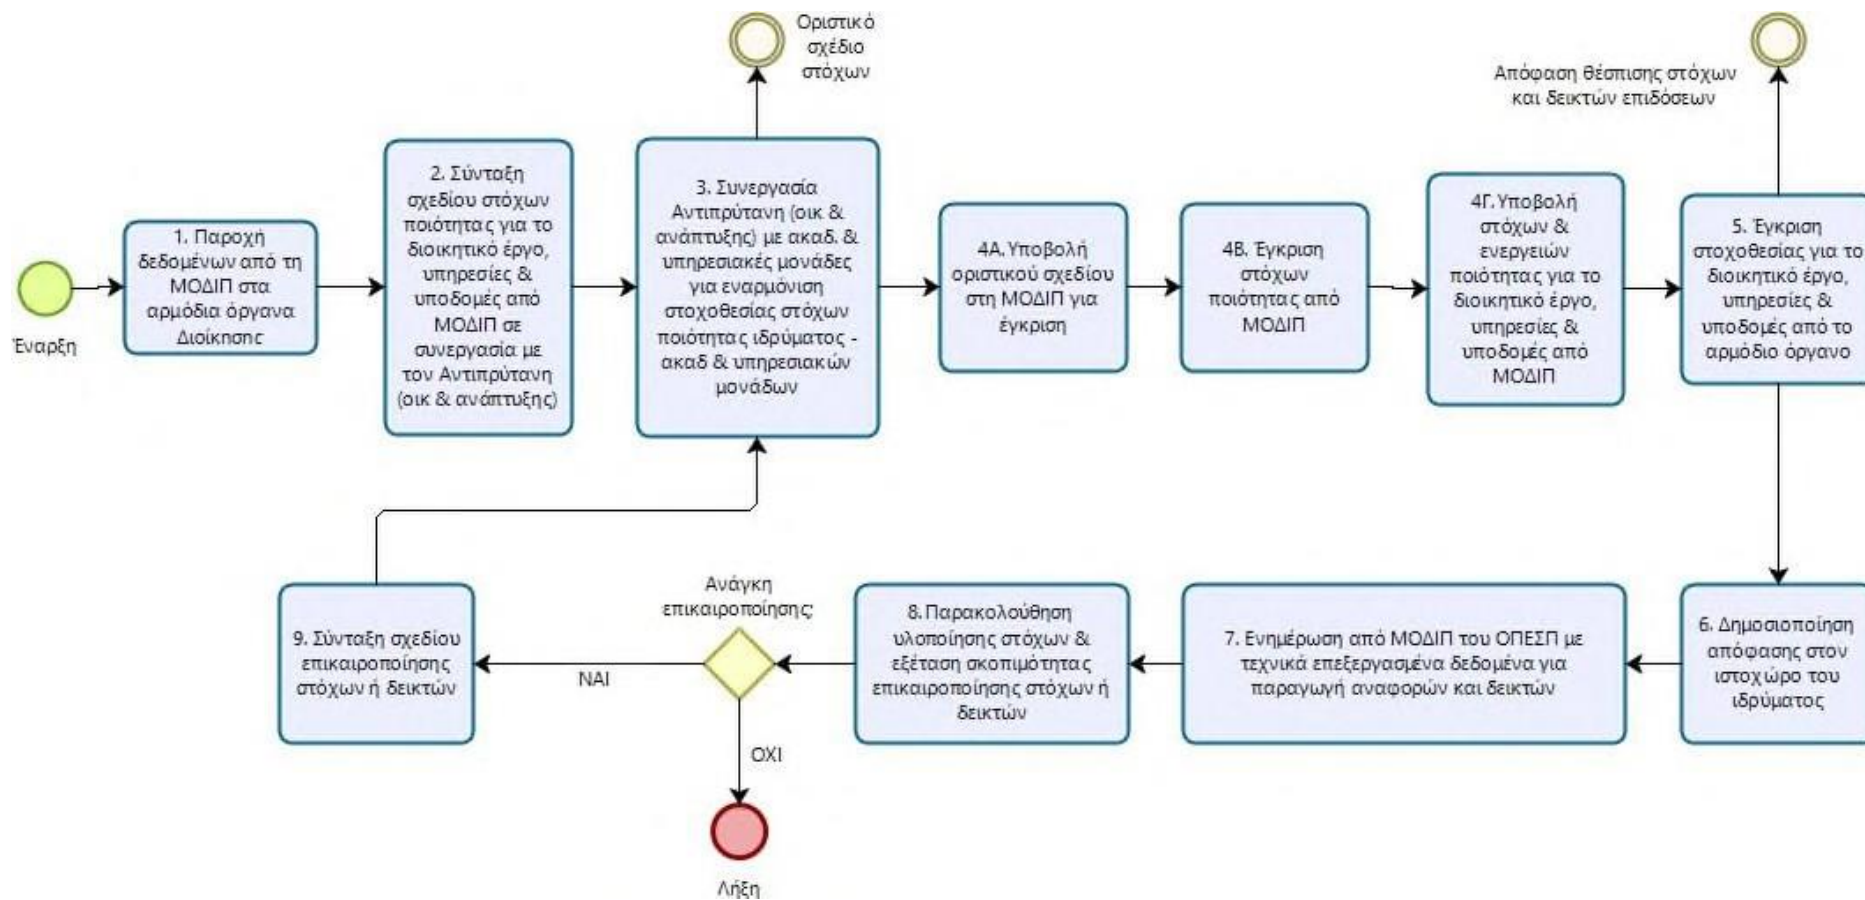 Οριστικό
σχέδιο
στόχων
Απόφαση θέσπισης στόχων
και δεικτών επιδόσεων
Έναρξη
1. Παροχή
δεδομένων από τη
ΜΟΔΙΠ στα
αρμόδια όργανα
Διοίκησης
2. Σύνταξη
σχεδίου στόχων
ποιότητας για το
διοικητικό έργο,
υπηρεσίες &
υποδομές από
ΜΟΔΙΠ σε
συνεργασία με
τον Αντιπρύτανη
(οικ & ανάπτυξης)
3. Συνεργασία
Αντιπρύτανη (οικ &
ανάπτυξης) με ακαδ. &
υπηρεσιακές μονάδες
για εναρμόνιση
στοχοθεσίας στόχων
ποιότητας ιδρύματος -
ακαδ & υπηρεσιακών
μονάδων
4Α. Υποβολή
οριστικού σχεδίου
στη ΜΟΔΙΠ για
έγκριση
4Β. Έγκριση
στόχων
ποιότητας από
ΜΟΔΙΠ
4Γ. Υποβολή
στόχων &
ενεργειών
ποιότητας για το
διοικητικό έργο,
υπηρεσίες &
υποδομές από
ΜΟΔΙΠ
5. Έγκριση
στοχοθεσίας για το
διοικητικό έργο,
υπηρεσίες &
υποδομές από το
αρμόδιο όργανο
6. Δημοσιοποίηση
απόφασης στον
ιστοχώρο του
ιδρύματος
7. Ενημέρωση από ΜΟΔΙΠ του ΟΠΕΣΠ με
τεχνικά επεξεργασμένα δεδομένα για
παραγωγή αναφορών και δεικτών
8. Παρακολούθηση
υλοποίησης στόχων &
εξέταση σκοπιμότητας
επικαιροποίησης στόχων ή
δεικτών
Ανάγκη
επικαιροποίησης;
ΝΑΙ
9. Σύνταξη σχεδίου
επικαιροποίησης
στόχων ή δεικτών
ΟΧΙ
Λήξη